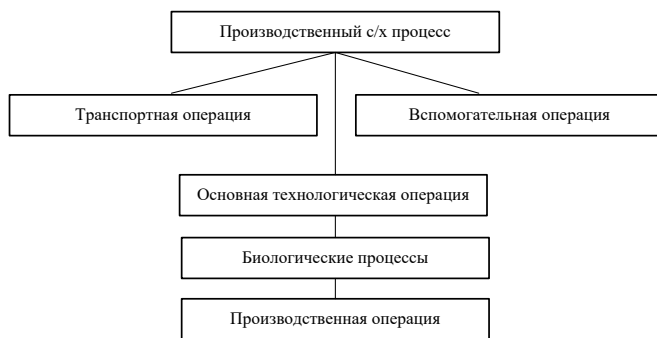 Производственный с/х процесс
Транспортная операция
Вспомогательная операция
Основная технологическая операция
Биологические процессы
Производственная операция